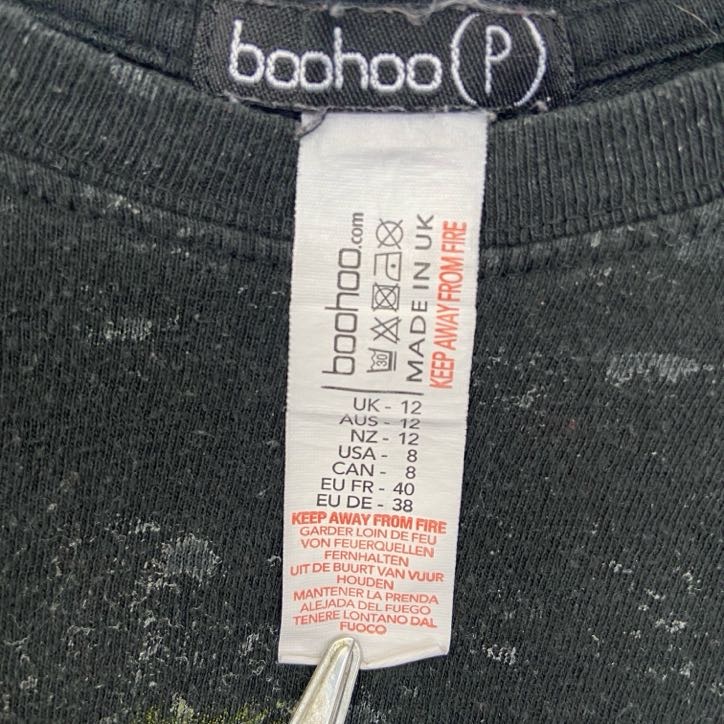 boohoo (P)
boohoo.com
30
MADE IN UK
KEEP AWAY FROM FIRE
UK - 12
AUS - 12
NZ - 12
USA - 8
CAN - 8
EU FR - 40
EU DE - 38
KEEP AWAY FROM FIRE
GARDER LOIN DE FEU
VON FEUERQUELLEN
FERNHALTEN
UIT DE BUURT VAN VUUR
HOUDEN
MANTENER LA PRENDA
ALEJADA DEL FUEGO
TENERE LONTANO DAL
FUOCO